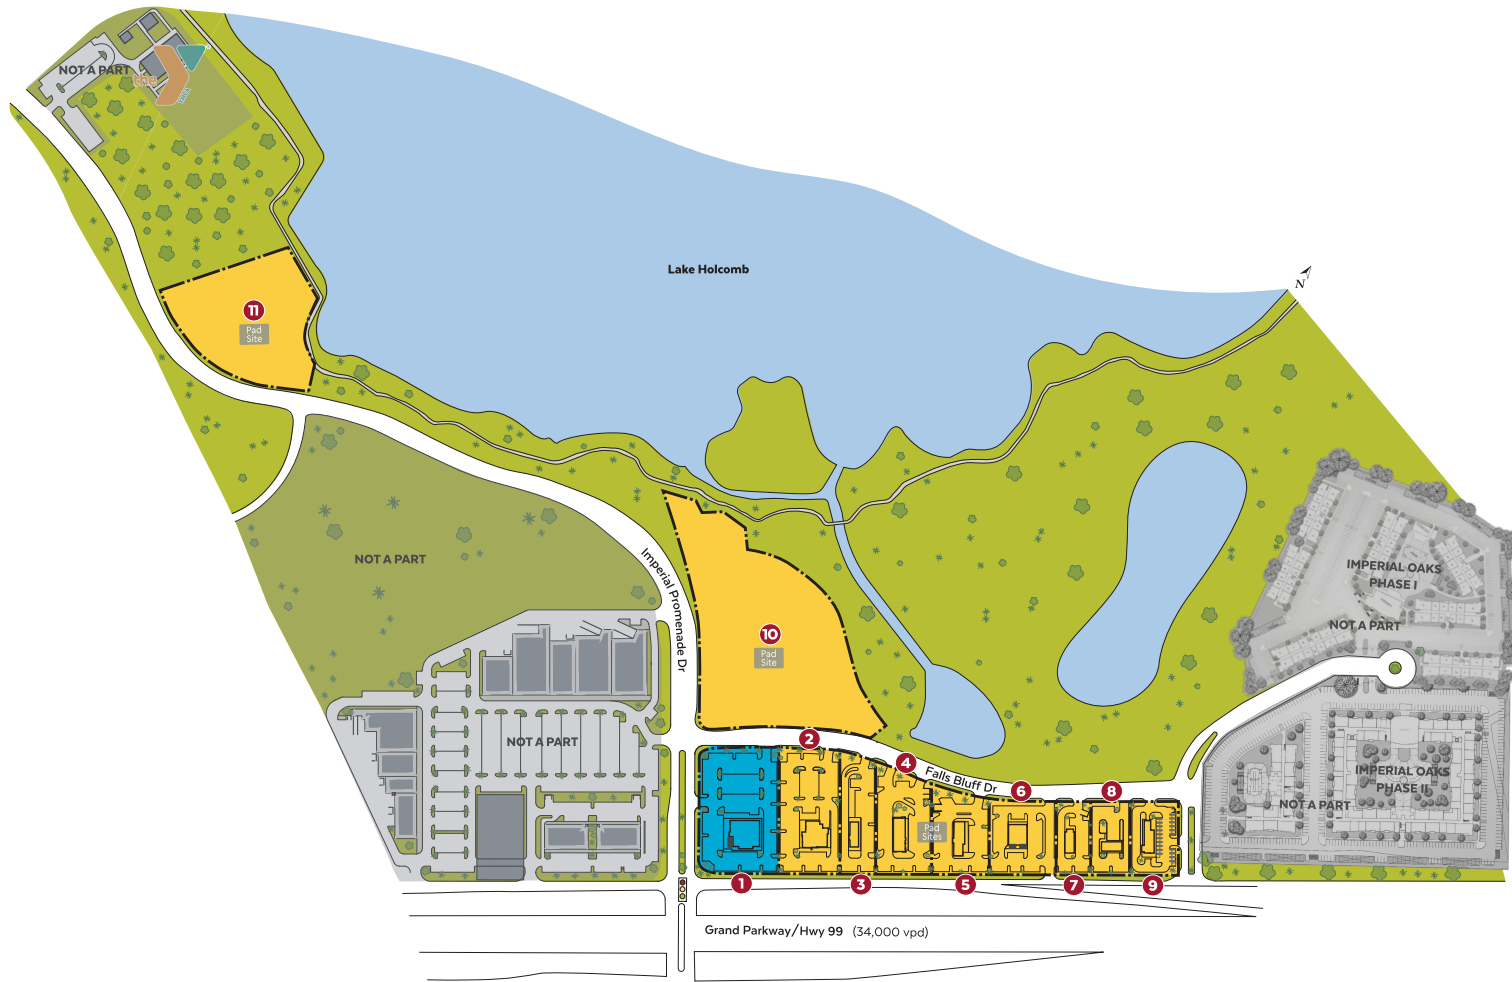 NOT A PART
YMCA
Lake Holcomb
N
11
Pad
Site
NOT A PART
Imperial Promenade Dr
10
Pad
Site
IMPERIAL OAKS
PHASE I
NOT A PART
NOT A PART
2
4
Falls Bluff Dr
6
8
IMPERIAL OAKS
PHASE II
NOT A PART
Pad
Sites
1
3
5
7
9
Grand Parkway/Hwy 99 (34,000 vpd)